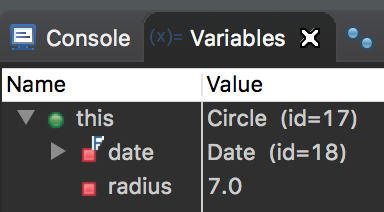 Console (x)= Variables
Name Value
this Circle (id=17)
date Date (id=18)
radius 7.0